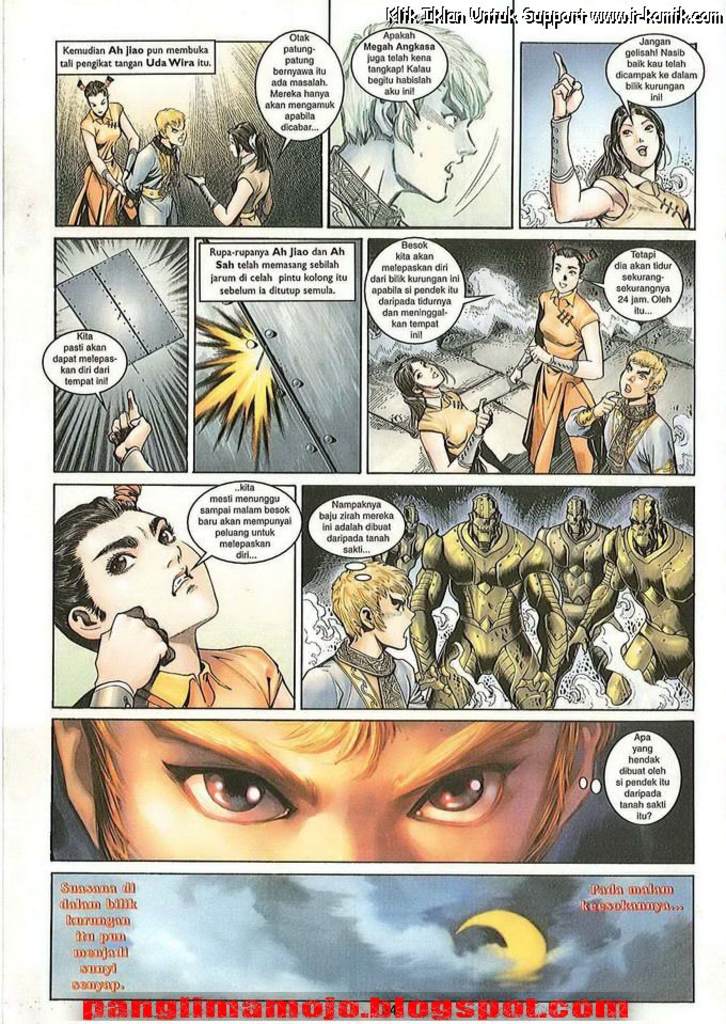 Klik Iklan Untuk Support www.ir-komik.com
Kemudian Ah jiao pun membuka
tali pengikat tangan Uda Wira itu.
Otak
patung-
patung
bernyawa itu
ada masalah.
Mereka hanya
akan mengamuk
apabila
dicabar...
Apakah
Megah Angkasa
juga telah kena
tangkap! Kalau
begitu habislah
aku ini!
Jangan
gelisah! Nasib
baik kau telah
dicampak ke dalam
bilik kurungan
ini!
Kita
pasti akan
dapat melepas-
kan diri dari
tempat ini!
Rupa-rupanya Ah Jiao dan Ah
Sah telah memasang sebilah
jarum di celah pintu kolong itu
sebelum ia ditutup semula.
Besok
kita akan
melepaskan diri
dari bilik kurungan ini
apabila si pendek itu
daripada tidurnya
dan meninggal-
kan tempat
ini!
Tetapi
dia akan tidur
sekurang-
sekurangnya
24 jam. Oleh
itu...
..kita
mesti menunggu
sampai malam besok
baru akan mempunyai
peluang untuk
melepaskan
diri...
Nampaknya
baju zirah mereka
ini adalah dibuat
daripada tanah
sakti...
Apa
yang
hendak
dibuat oleh
si pendek itu
daripada
tanah sakti
itu?
Suasana di
dalam bilik
kurungan
itu pun
menjadi
sunyi
senyap.
Pada malam
keesokannya...
panglimamojo.blogspot.com